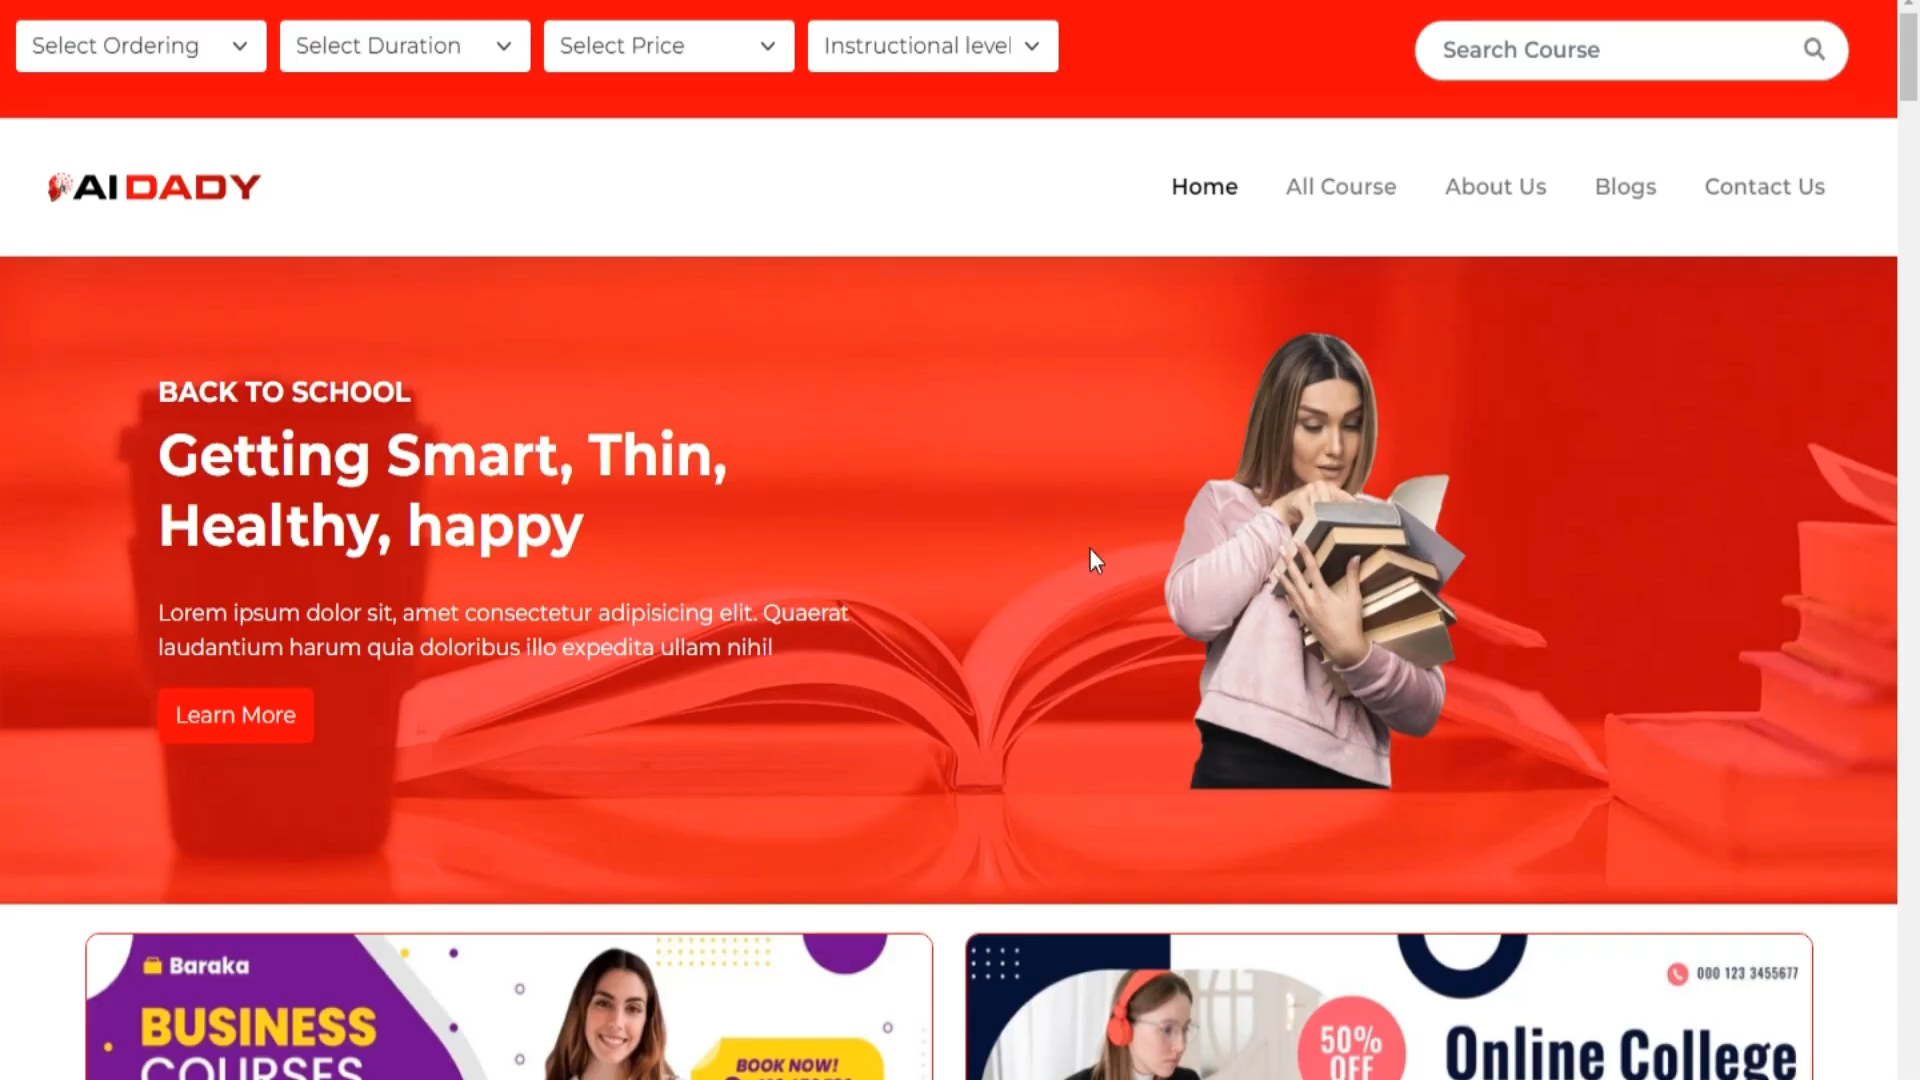 Select Ordering
Select Duration
Select Price
Instructional level
Search Course
AIDADY
Home
All Course
About Us
Blogs
Contact Us
BACK TO SCHOOL
Getting Smart, Thin,
Healthy, happy
Lorem ipsum dolor sit, amet consectetur adipisicing elit. Quaerat
laudantium harum quia doloribus illo expedita ullam nihil
Learn More
Baraka
BUSINESS
COURSES
BOOK NOW!
000 123 3455677
50%
OFF
Online College